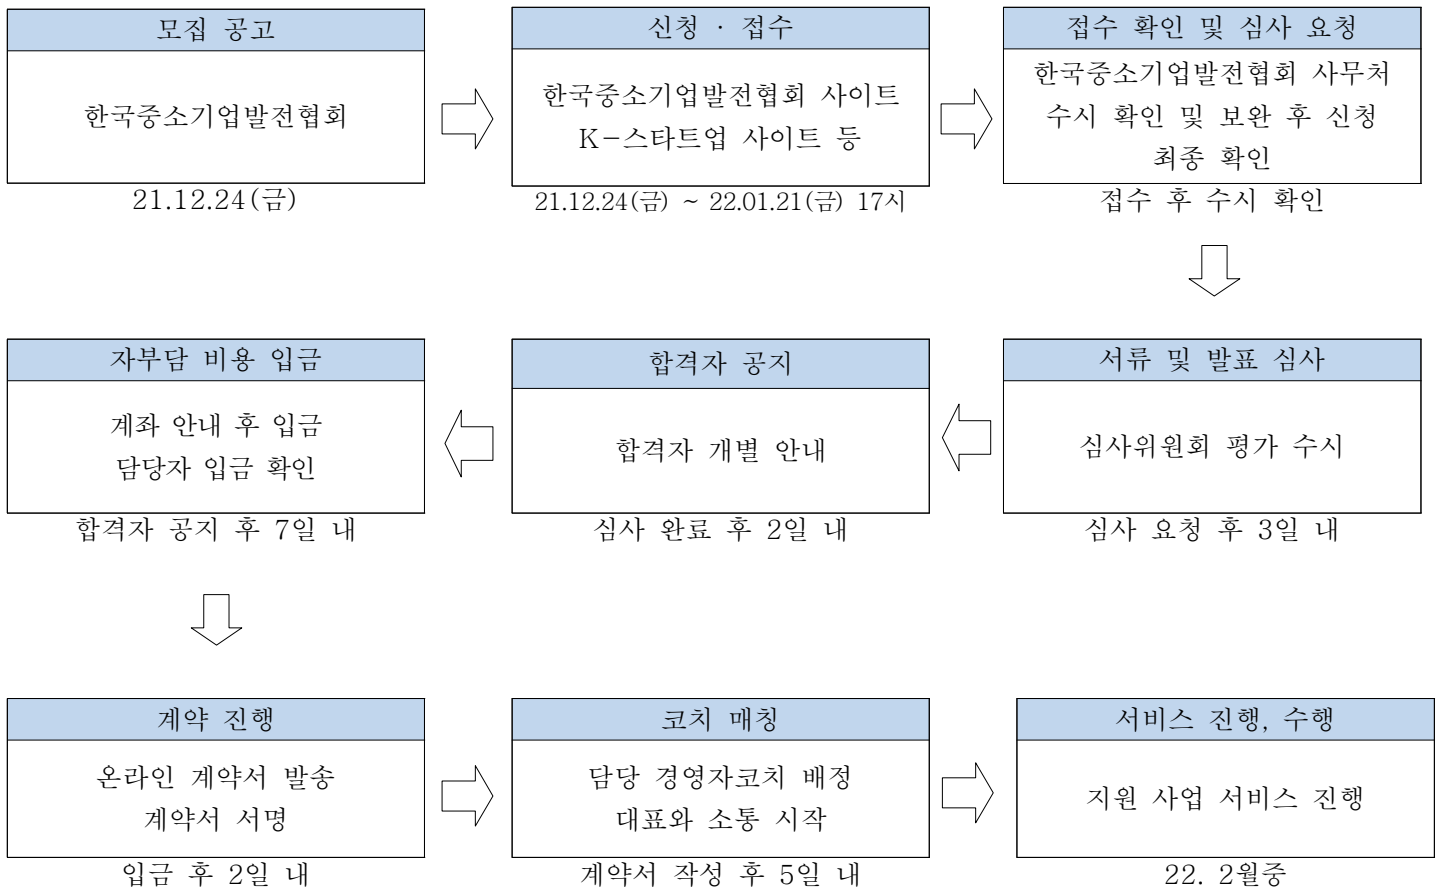 모집 공고
한국중소기업발전협회
21.12.24(금)
신청 · 접수
한국중소기업발전협회 사이트
K-스타트업 사이트 등
21.12.24(금) ~ 22.01.21(금) 17시
접수 확인 및 심사 요청
한국중소기업발전협회 사무처
수시 확인 및 보완 후 신청
최종 확인
접수 후 수시 확인
서류 및 발표 심사
심사위원회 평가 수시
심사 요청 후 3일 내
합격자 공지
합격자 개별 안내
심사 완료 후 2일 내
자부담 비용 입금
계좌 안내 후 입금
담당자 입금 확인
합격자 공지 후 7일 내
계약 진행
온라인 계약서 발송
계약서 서명
입금 후 2일 내
코치 매칭
담당 경영자코치 배정
대표와 소통 시작
계약서 작성 후 5일 내
서비스 진행, 수행
지원 사업 서비스 진행
22. 2월중